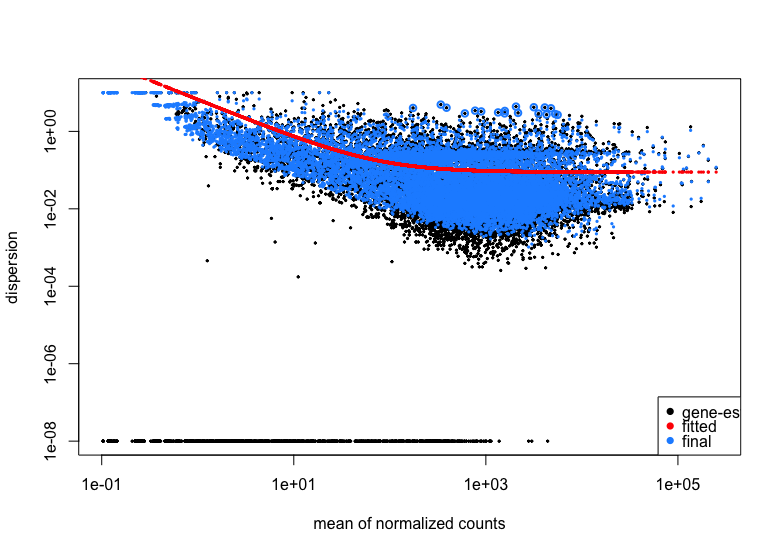 dispersion
1e+00
1e-02
1e-04
1e-06
1e-08
gene-es
fitted
final
1e-01 1e+01 1e+03 1e+05
mean of normalized counts